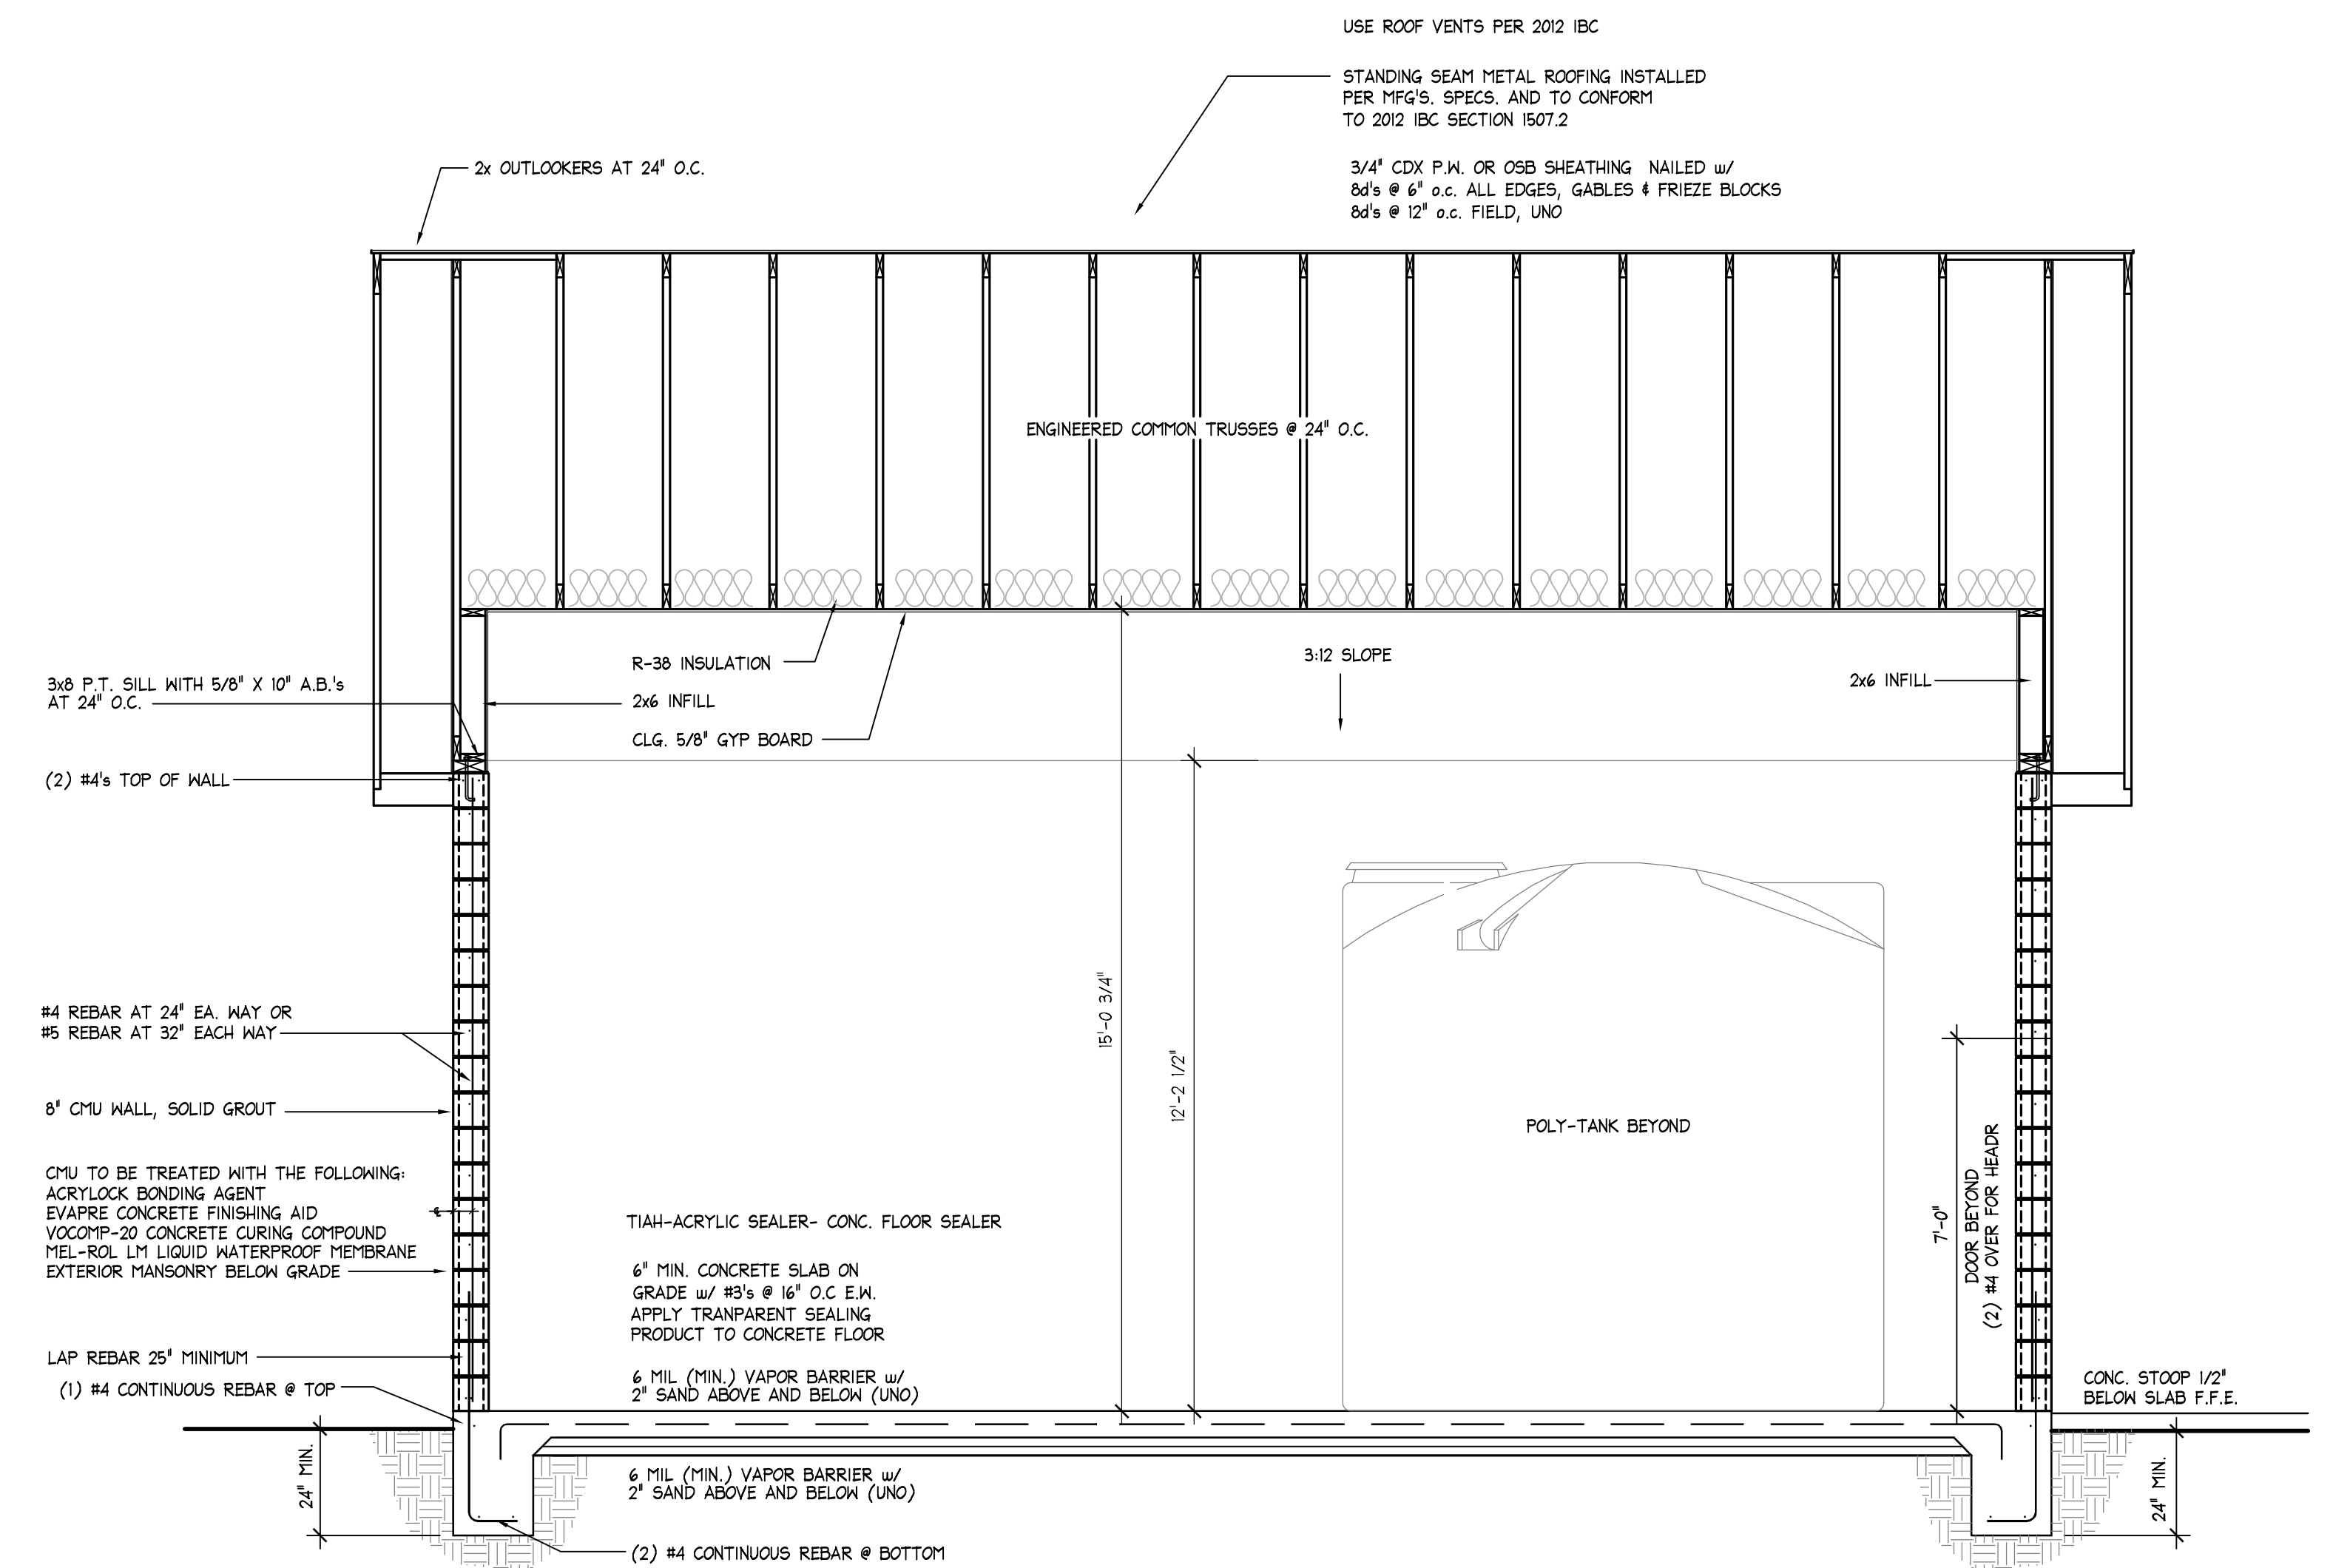 USE ROOF VENTS PER 2012 IBC
STANDING SEAM METAL ROOFING INSTALLED
PER MFG'S. SPECS. AND TO CONFORM
TO 2012 IBC SECTION 1507.2
2x OUTLOOKERS AT 24" O.C.
3/4" CDX P.W. OR OSB SHEATHING NAILED w/
8d's @ 6" o.c. ALL EDGES, GABLES & FRIEZE BLOCKS
8d's @ 12" o.c. FIELD, UNO
ENGINEERED COMMON TRUSSES @ 24" O.C.
R-38 INSULATION
3:12 SLOPE
3x8 P.T. SILL WITH 5/8" X 10" A.B.'s
AT 24" O.C.
2x6 INFILL
2x6 INFILL
CLG. 5/8" GYP BOARD
(2) #4's TOP OF WALL
15'-0 3/4"
12'-2 1/2"
#4 REBAR AT 24" EA. WAY OR
#5 REBAR AT 32" EACH WAY
8" CMU WALL, SOLID GROUT
POLY-TANK BEYOND
CMU TO BE TREATED WITH THE FOLLOWING:
ACRYLOCK BONDING AGENT
EVAPRE CONCRETE FINISHING AID
VOCOMP-20 CONCRETE CURING COMPOUND
MEL-ROL LM LIQUID WATERPROOF MEMBRANE
EXTERIOR MANSONRY BELOW GRADE
TIAH-ACRYLIC SEALER- CONC. FLOOR SEALER
7'-0"
DOOR BEYOND
(2) #4 OVER FOR HEADR
6" MIN. CONCRETE SLAB ON
GRADE w/ #3's @ 16" O.C E.W.
APPLY TRANPARENT SEALING
PRODUCT TO CONCRETE FLOOR
LAP REBAR 25" MINIMUM
(1) #4 CONTINUOUS REBAR @ TOP
6 MIL (MIN.) VAPOR BARRIER w/
2" SAND ABOVE AND BELOW (UNO)
CONC. STOOP 1/2"
BELOW SLAB F.F.E.
24" MIN.
6 MIL (MIN.) VAPOR BARRIER w/
2" SAND ABOVE AND BELOW (UNO)
24" MIN.
(2) #4 CONTINUOUS REBAR @ BOTTOM